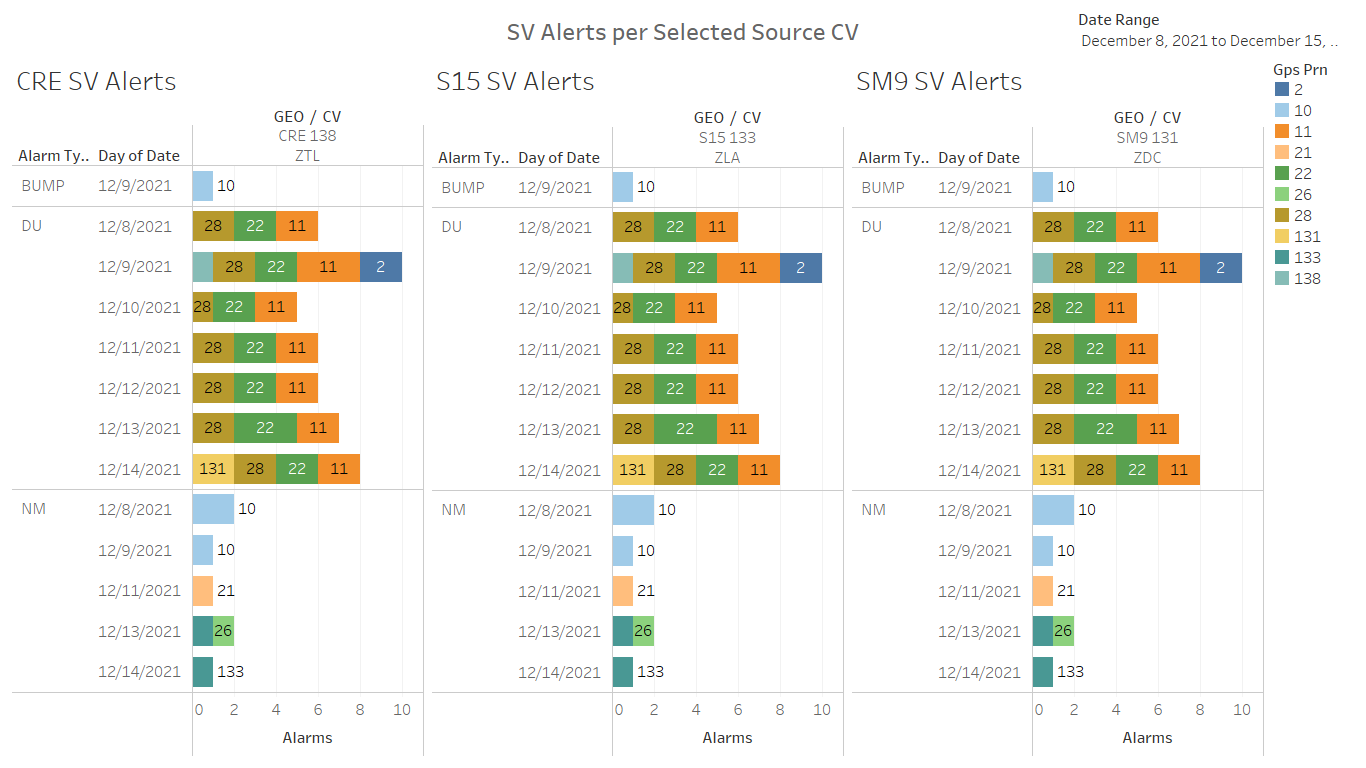 SV Alerts per Selected Source CV
Date Range
December 8, 2021 to December 15, ..
CRE SV Alerts
GEO / CV
CRE 138
Alarm Ty.. Day of Date ZTL
BUMP 12/9/2021 10
DU 12/8/2021 28 22 11
12/9/2021 28 22 11 2
12/10/2021 28 22 11
12/11/2021 28 22 11
12/12/2021 28 22 11
12/13/2021 28 22 11
12/14/2021 131 28 22 11
NM 12/8/2021 10
12/9/2021 10
12/11/2021 21
12/13/2021 26
12/14/2021 133
0 2 4 6 8 10
Alarms
S15 SV Alerts
GEO / CV
S15 133
Alarm Ty.. Day of Date ZLA
BUMP 12/9/2021 10
DU 12/8/2021 28 22 11
12/9/2021 28 22 11 2
12/10/2021 28 22 11
12/11/2021 28 22 11
12/12/2021 28 22 11
12/13/2021 28 22 11
12/14/2021 131 28 22 11
NM 12/8/2021 10
12/9/2021 10
12/11/2021 21
12/13/2021 26
12/14/2021 133
0 2 4 6 8 10
Alarms
SM9 SV Alerts
GEO / CV
SM9 131
Alarm Ty.. Day of Date ZDC
BUMP 12/9/2021 10
DU 12/8/2021 28 22 11
12/9/2021 28 22 11 2
12/10/2021 28 22 11
12/11/2021 28 22 11
12/12/2021 28 22 11
12/13/2021 28 22 11
12/14/2021 131 28 22 11
NM 12/8/2021 10
12/9/2021 10
12/11/2021 21
12/13/2021 26
12/14/2021 133
0 2 4 6 8 10
Alarms
Gps Prn
2
10
11
21
22
26
28
131
133
138